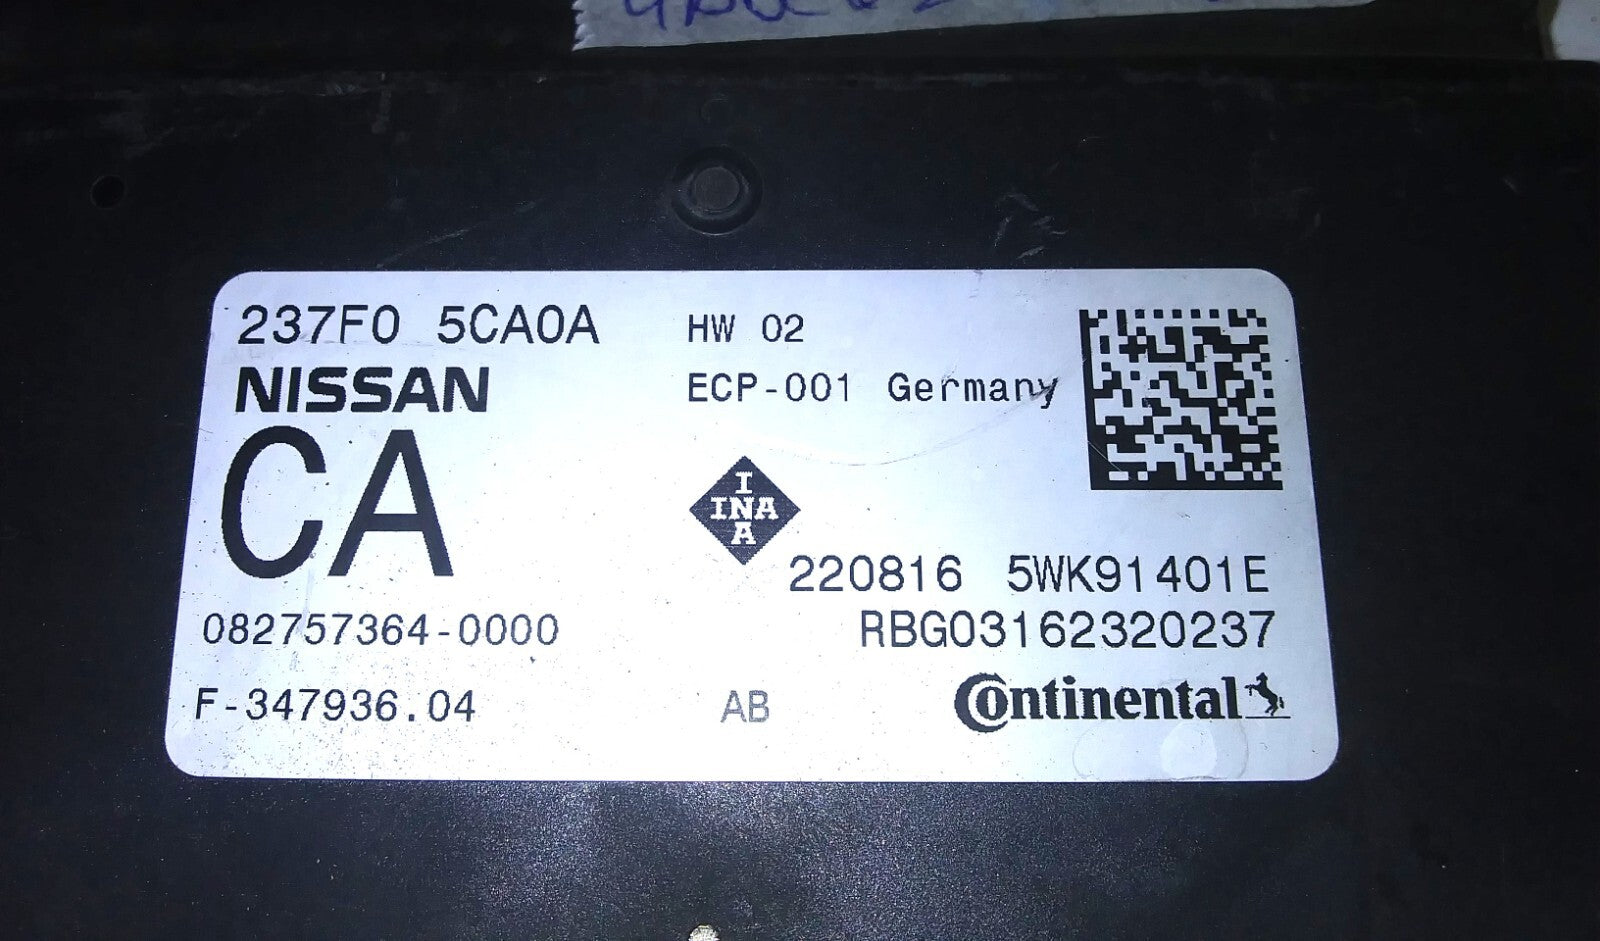 237F0 5CA0A HW 02
NISSAN ECP-001 Germany
CA
I
INA
A
220816 5WK91401E
082757364-0000 RBG03162320237
F-347936.04 AB Continental